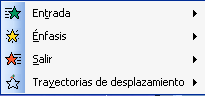 Entrada
Énfasis
Salir
Trayectorias de desplazamiento